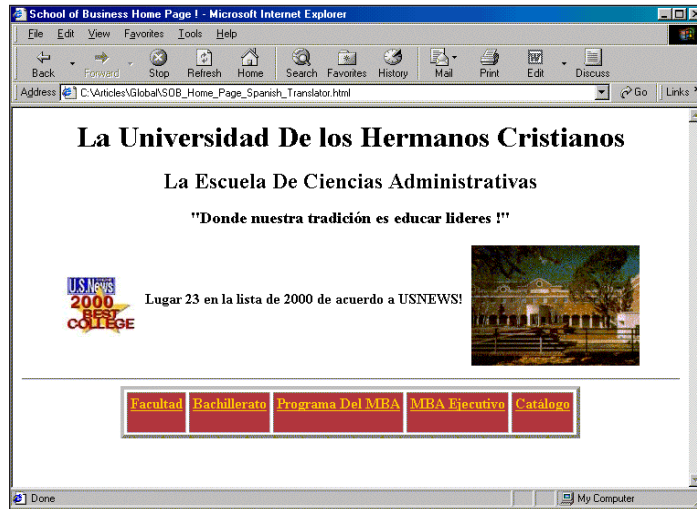 School of Business Home Page ! - Microsoft Internet Explorer
File Edit View Favorites Tools Help
Back Forward Stop Refresh Home Search Favorites History Mail Print Edit Discuss
Address C:\Articles\Global\SOB_Home_Page_Spanish_Translator.html Go Links
La Universidad De los Hermanos Cristianos
La Escuela De Ciencias Administrativas
"Donde nuestra tradición es educar lideres !"
U.S.News
2000
BEST
COLLEGE
Lugar 23 en la lista de 2000 de acuerdo a USNEWS!
Facultad Bachillerato Programa Del MBA MBA Ejecutivo Catálogo
Done My Computer